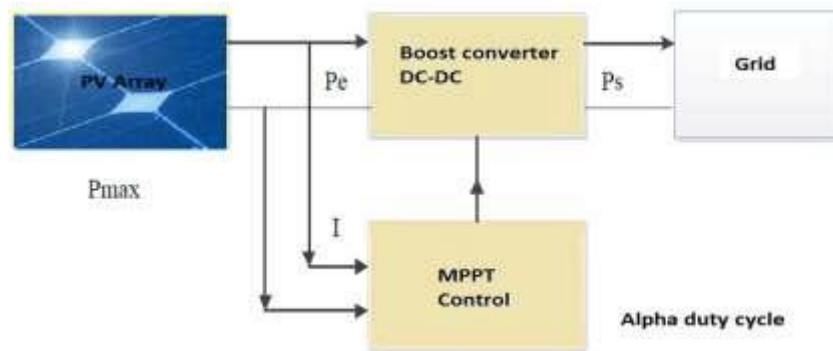 PV Array
Pe
Boost converter
DC-DC
Ps
Grid
Pmax
I
MPPT
Control
Alpha duty cycle